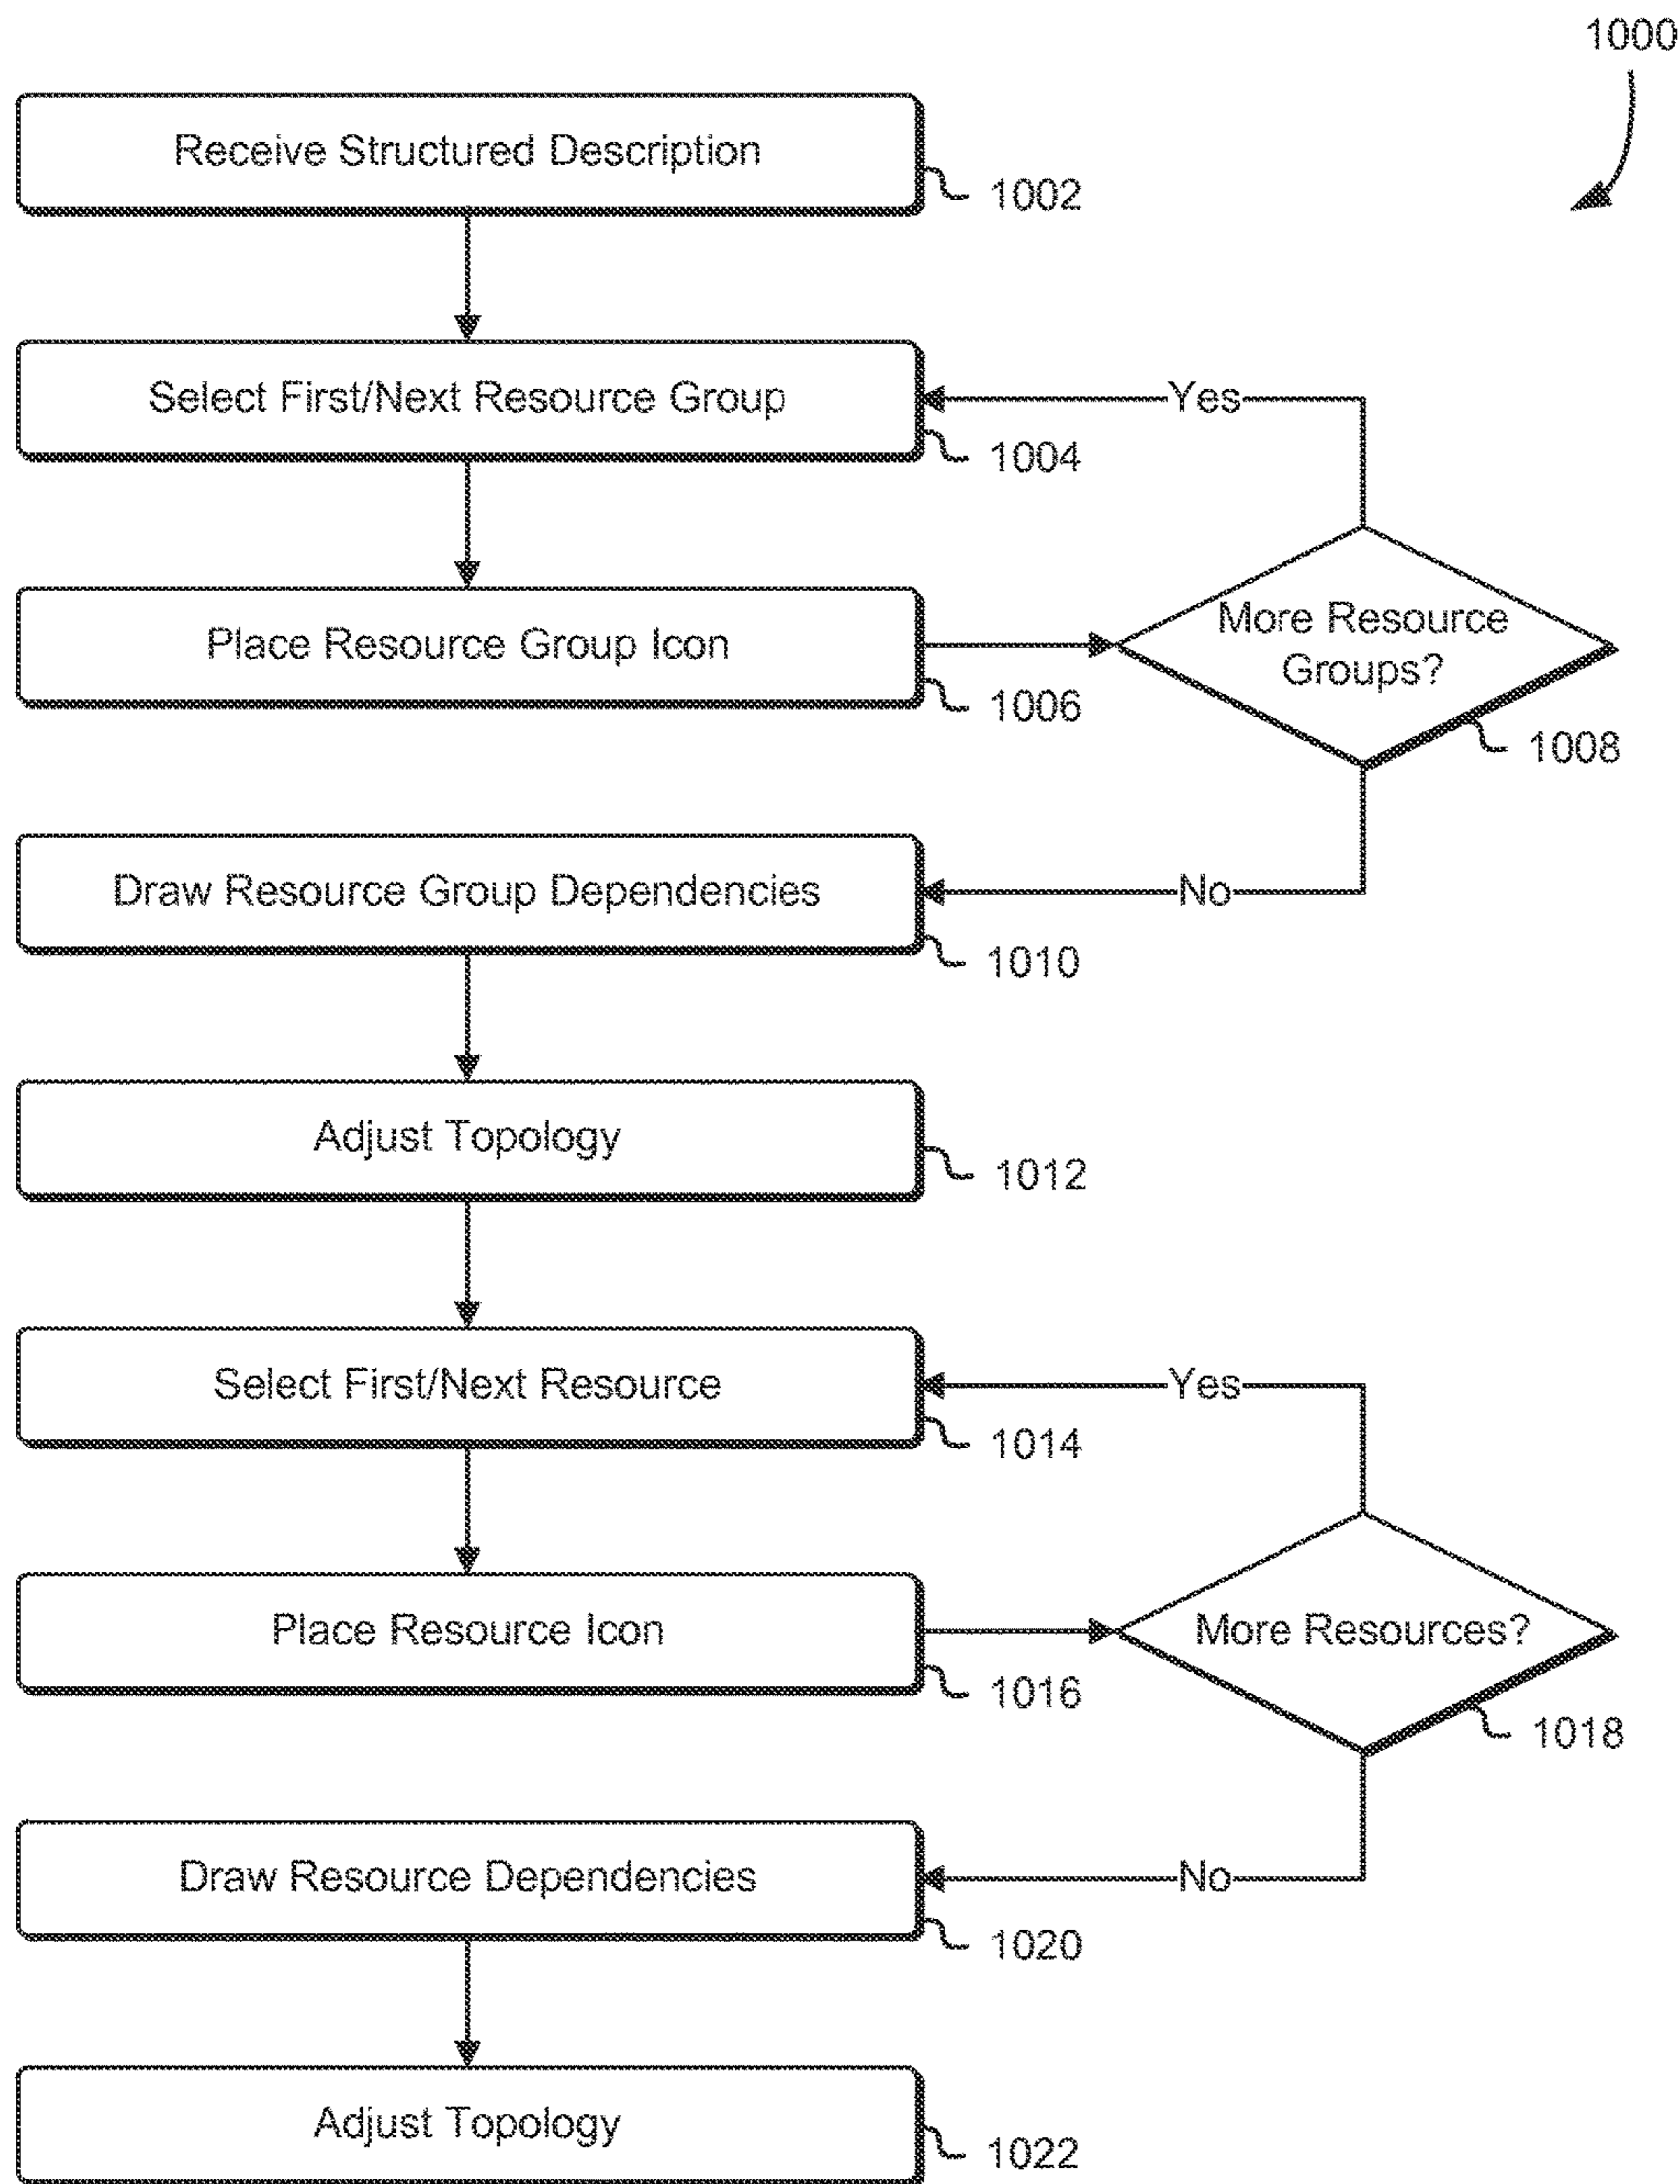 1000
Receive Structured Description
1002
Select First/Next Resource Group
Yes
1004
Place Resource Group Icon
More Resource
Groups?
1006
1008
Draw Resource Group Dependencies
No
1010
Adjust Topology
1012
Select First/Next Resource
Yes
1014
Place Resource Icon
More Resources?
1016
1018
Draw Resource Dependencies
No
1020
Adjust Topology
1022